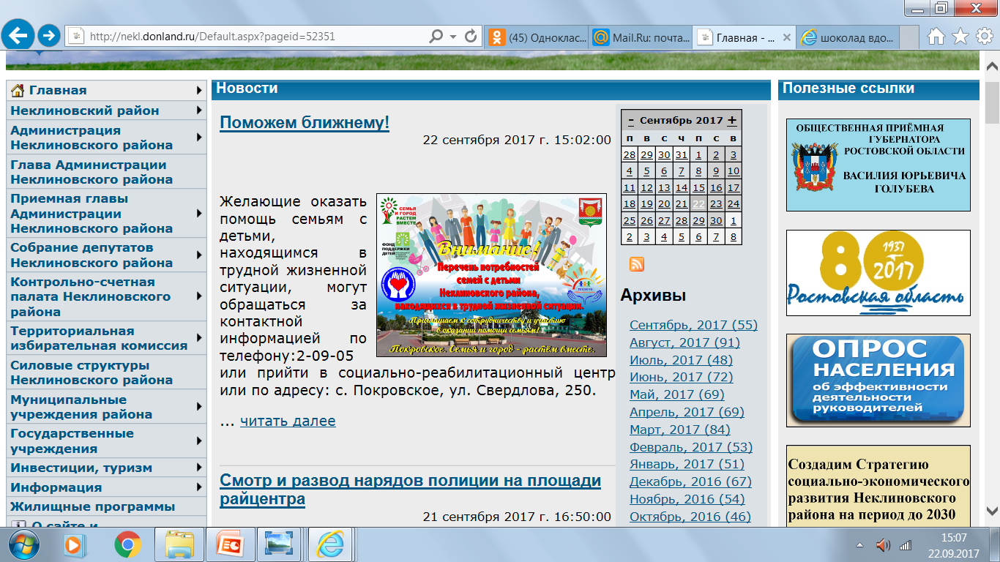 http://nekl.donland.ru/Default.aspx?pageid=52351
(45) Одноклас...
Mail.Ru: почта...
Главная - ...
шоколад вдо...
Главная
Неклиновский район
Администрация
Неклиновского района
Глава Администрации
Неклиновского района
Приемная главы
Администрации
Неклиновского района
Собрание депутатов
Неклиновского района
Контрольно-счетная
палата Неклиновского
района
Территориальная
избирательная комиссия
Силовые структуры
Неклиновского района
Муниципальные
учреждения района
Государственные
учреждения
Инвестиции, туризм
Информация
Жилищные программы
О сайте и
Новости
Поможем ближнему!
22 сентября 2017 г. 15:02:00
Желающие оказать
помощь семьям с
детьми,
находящимся в
трудной жизненной
ситуации, могут
обращаться за
контактной
информацией по
телефону:2-09-05
или прийти в социально-реабилитационный центр
или по адресу: с. Покровское, ул. Свердлова, 250.
... читать далее
СЕМЬЯ
И ГОРОД
РАСТЕМ
ВМЕСТЕ
ФОНД
ПОДДЕРЖКИ
ДЕТЕЙ
Внимание!
Перечень потребностей
семей с детьми
Неклиновского района,
находящихся в трудной жизненной ситуации.
Приглашаем к сотрудничеству и участию
в оказании помощи семьям!
Покровское. Семья и город - растём вместе.
Смотр и развод нарядов полиции на площади
райцентра
21 сентября 2017 г. 16:50:00
- Сентябрь 2017 +
п в с ч п с в
28 29 30 31 1 2 3
4 5 6 7 8 9 10
11 12 13 14 15 16 17
18 19 20 21 22 23 24
25 26 27 28 29 30 1
2 3 4 5 6 7 8
Архивы
Сентябрь, 2017 (55)
Август, 2017 (91)
Июль, 2017 (48)
Июнь, 2017 (72)
Май, 2017 (69)
Апрель, 2017 (69)
Март, 2017 (84)
Февраль, 2017 (53)
Январь, 2017 (51)
Декабрь, 2016 (67)
Ноябрь, 2016 (54)
Октябрь, 2016 (46)
Полезные ссылки
ОБЩЕСТВЕННАЯ ПРИЁМНАЯ
ГУБЕРНАТОРА
РОСТОВСКОЙ ОБЛАСТИ
ВАСИЛИЯ ЮРЬЕВИЧА
ГОЛУБЕВА
80
1937
2017
Ростовская область
ОПРОС
НАСЕЛЕНИЯ
об эффективности
деятельности
руководителей
Создадим Стратегию
социально-экономического
развития Неклиновского
района на период до 2030
15:07
22.09.2017